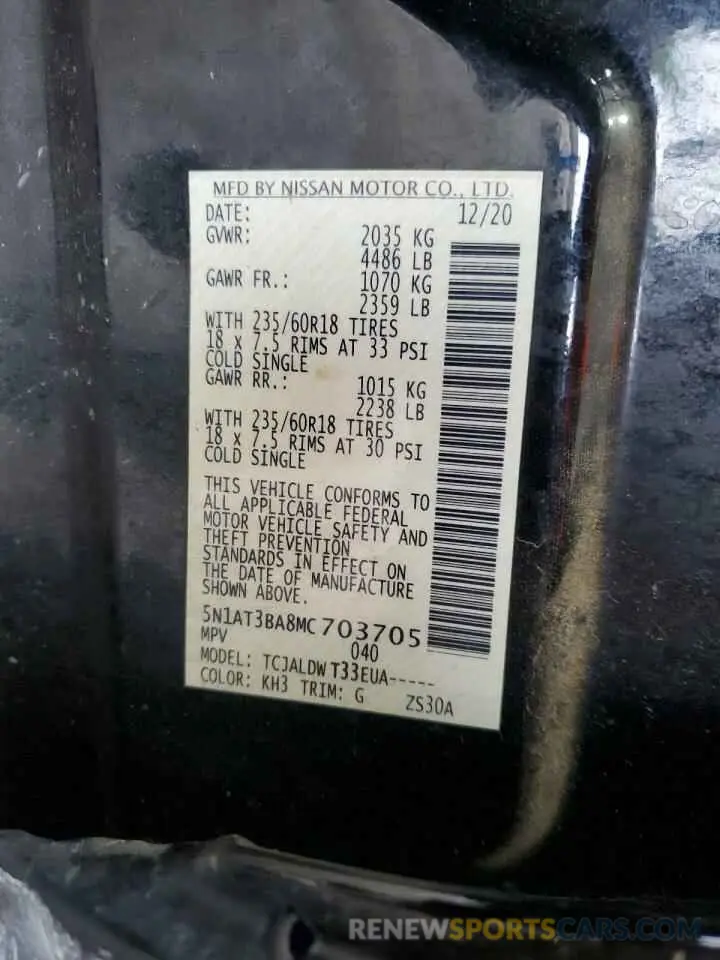 MFD BY NISSAN MOTOR CO., LTD.
DATE: 12/20
GVWR: 2035 KG
4486 LB
GAWR FR.: 1070 KG
2359 LB
WITH 235/60R18 TIRES
18 x 7.5 RIMS AT 33 PSI
COLD SINGLE
GAWR RR.: 1015 KG
2238 LB
WITH 235/60R18 TIRES
18 x 7.5 RIMS AT 30 PSI
COLD SINGLE
THIS VEHICLE CONFORMS TO
ALL APPLICABLE FEDERAL
MOTOR VEHICLE SAFETY AND
THEFT PREVENTION
STANDARDS IN EFFECT ON
THE DATE OF MANUFACTURE
SHOWN ABOVE.
5N1AT3BA8MC703705
MPV 040
MODEL: TCJALDW T33EUA-----
COLOR: KH3 TRIM: G ZS30A
RENEWSPORTSCARS.COM